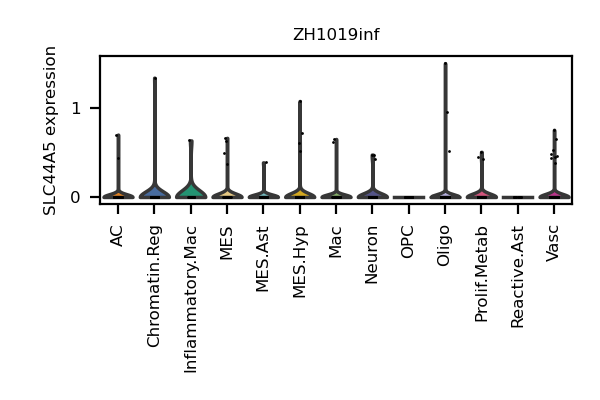 ZH1019inf
SLC44A5 expression
1
0
AC
Chromatin.Reg
Inflammatory.Mac
MES
MES.Ast
MES.Hyp
Mac
Neuron
OPC
Oligo
Prolif.Metab
Reactive.Ast
Vasc